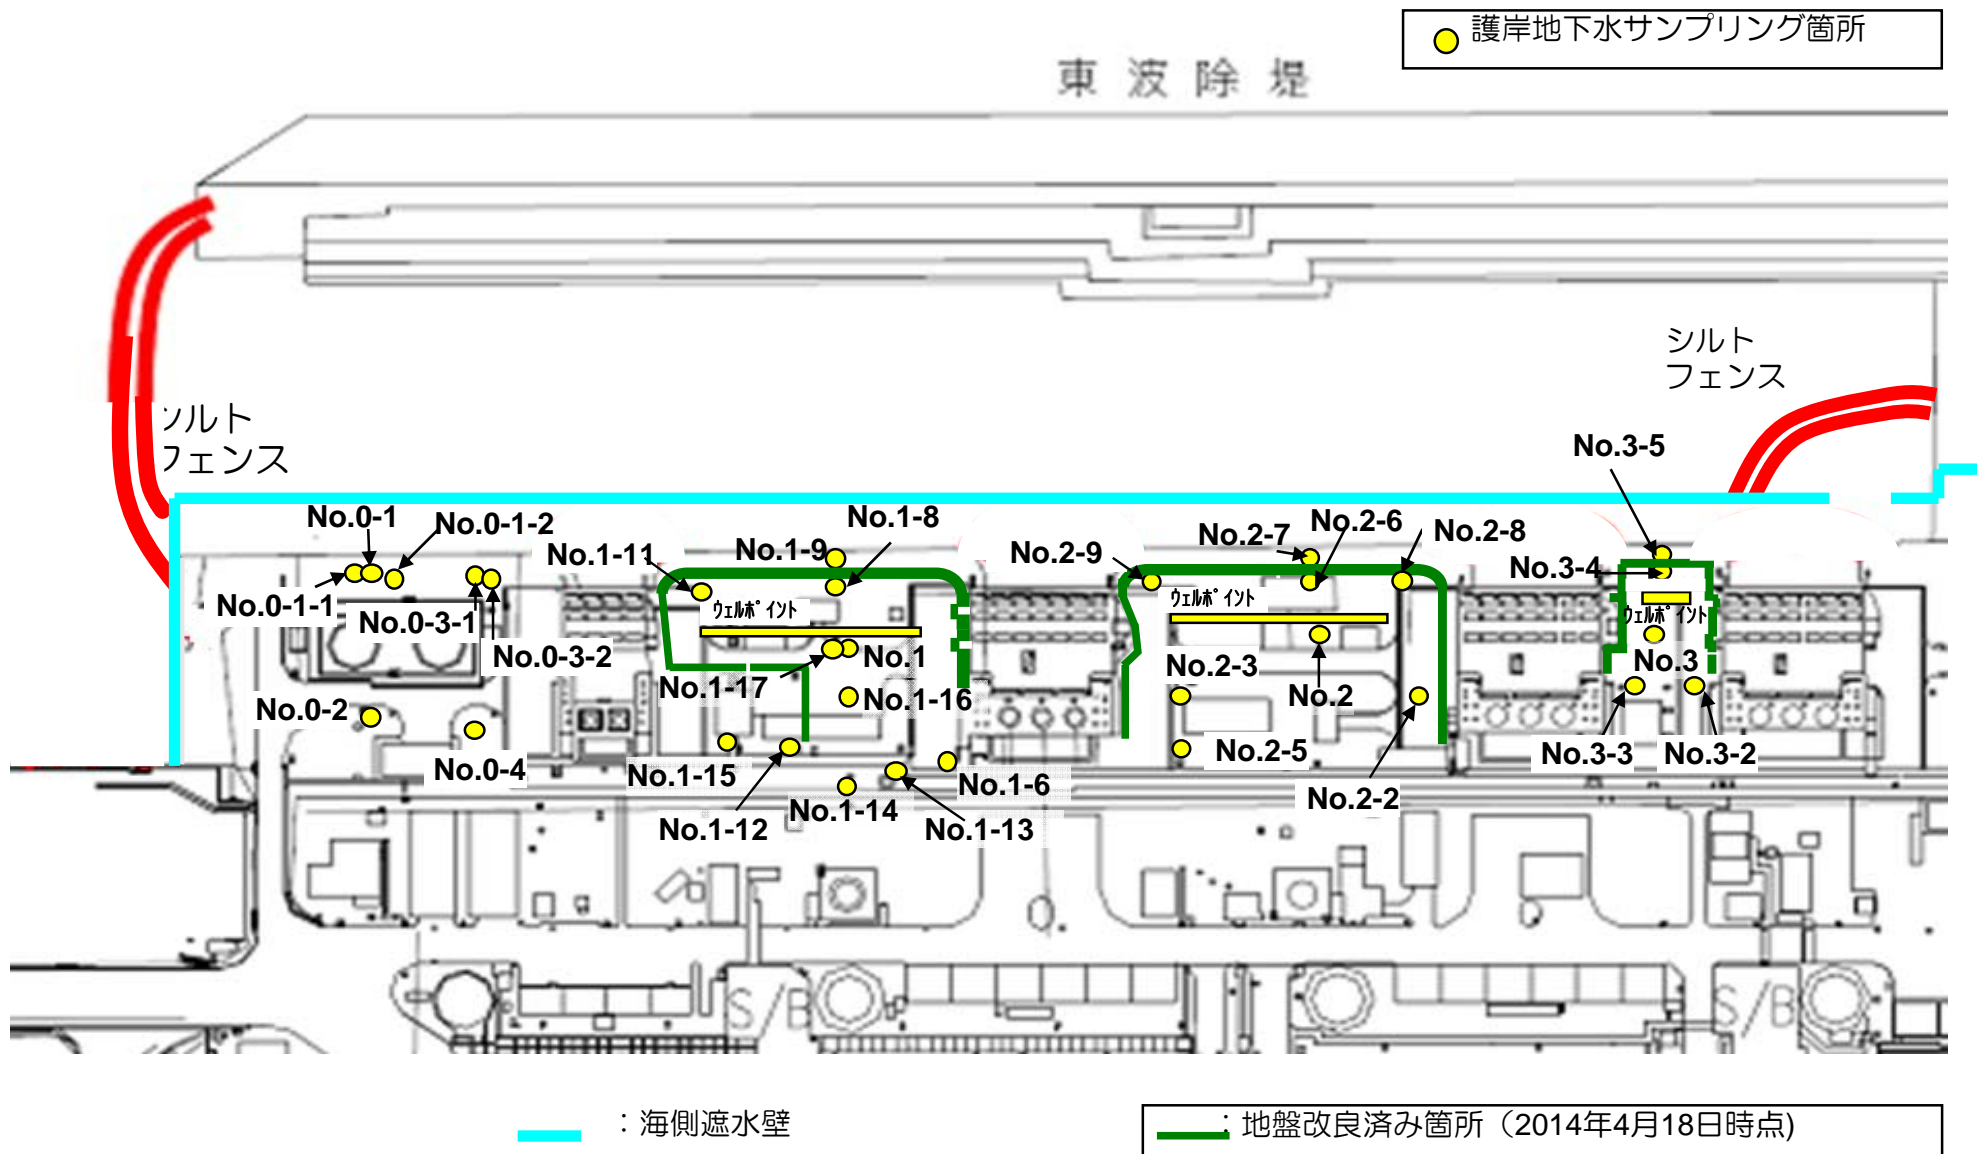 護岸地下水サンプリング箇所
東波除堤
シルト
フェンス
シルト
フェンス
No.3-5
No.0-1
No.0-1-2
No.1-8
No.2-7
No.2-6
No.2-8
No.1-11
No.1-9
No.2-9
No.3-4
No.0-1-1
No.0-3-1
ウェルポイント
ウェルポイント
ウェルポイント
No.0-3-2
No.1
No.2-3
No.3
No.1-17
No.1-16
No.2
No.0-2
No.0-4
No.1-15
No.1-6
No.2-5
No.3-3
No.3-2
No.1-14
No.2-2
No.1-12
No.1-13
S/B
S/B
：海側遮水壁
：地盤改良済み箇所（2014年4月18日時点)